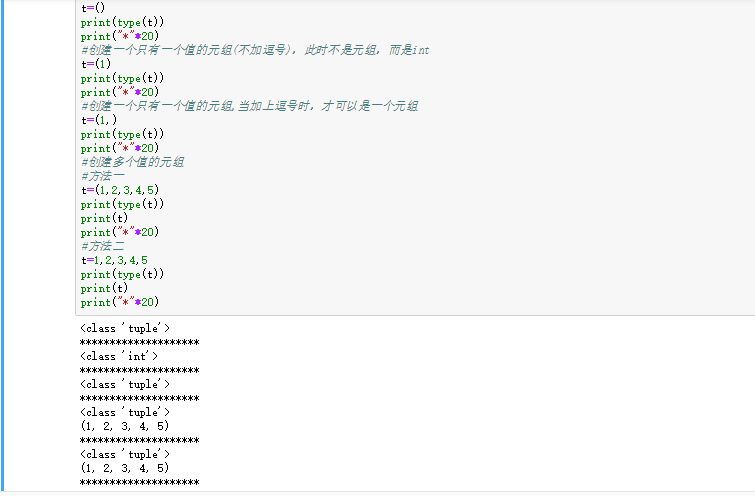 t=()
print(type(t))
print("*"*20)
#创建一个只有一个值的元组(不加逗号)，此时不是元组，而是int
t=(1)
print(type(t))
print("*"*20)
#创建一个只有一个值的元组,当加上逗号时，才可以是一个元组
t=(1,)
print(type(t))
print("*"*20)
#创建多个值的元组
#方法一
t=(1,2,3,4,5)
print(type(t))
print(t)
print("*"*20)
#方法二
t=1,2,3,4,5
print(type(t))
print(t)
print("*"*20)
<class 'tuple'>
********************
<class 'int'>
********************
<class 'tuple'>
********************
<class 'tuple'>
(1, 2, 3, 4, 5)
********************
<class 'tuple'>
(1, 2, 3, 4, 5)
********************